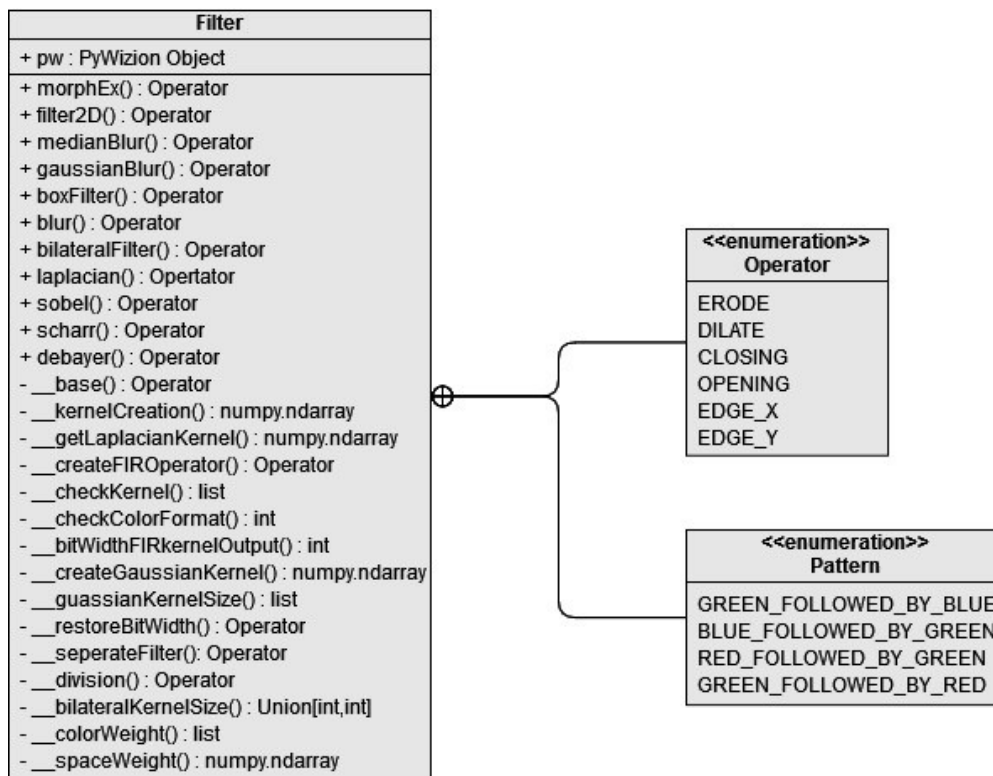 Filter
+ pw : PyWizion Object
+ morphEx() : Operator
+ filter2D() : Operator
+ medianBlur() : Operator
+ gaussianBlur() : Operator
+ boxFilter() : Operator
+ blur() : Operator
+ bilateralFilter() : Operator
+ laplacian() : Opertator
+ sobel() : Operator
+ scharr() : Operator
+ debayer() : Operator
- __base() : Operator
- __kernelCreation() : numpy.ndarray
- __getLaplacianKernel() : numpy.ndarray
- __createFIROperator() : Operator
- __checkKernel() : list
- __checkColorFormat() : int
- __bitWidthFIRkernelOutput() : int
- __createGaussianKernel() : numpy.ndarray
- __guassianKernelSize() : list
- __restoreBitWidth() : Operator
- __seperateFilter(): Operator
- __division() : Operator
- __bilateralKernelSize() : Union[int,int]
- __colorWeight() : list
- __spaceWeight() : numpy.ndarray
<<enumeration>>
Operator
ERODE
DILATE
CLOSING
OPENING
EDGE_X
EDGE_Y
<<enumeration>>
Pattern
GREEN_FOLLOWED_BY_BLUE
BLUE_FOLLOWED_BY_GREEN
RED_FOLLOWED_BY_GREEN
GREEN_FOLLOWED_BY_RED